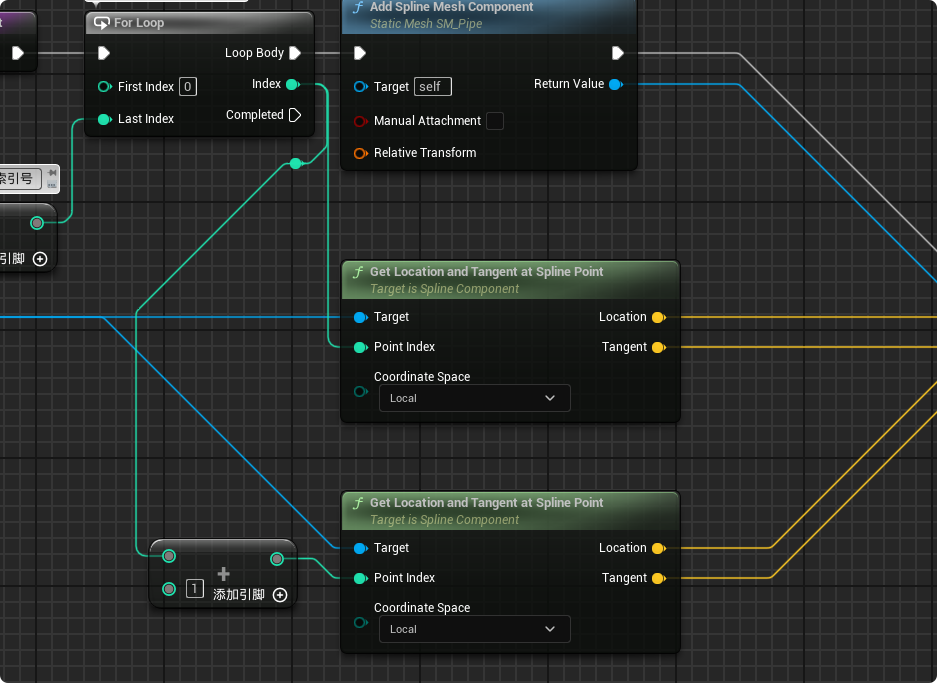 For Loop
Loop Body
First Index 0
Index
Last Index
Completed
索引号
引脚
Add Spline Mesh Component
Static Mesh SM_Pipe
Target self
Return Value
Manual Attachment
Relative Transform
Get Location and Tangent at Spline Point
Target is Spline Component
Target
Location
Point Index
Tangent
Coordinate Space
Local
1
添加引脚
Get Location and Tangent at Spline Point
Target is Spline Component
Target
Location
Point Index
Tangent
Coordinate Space
Local